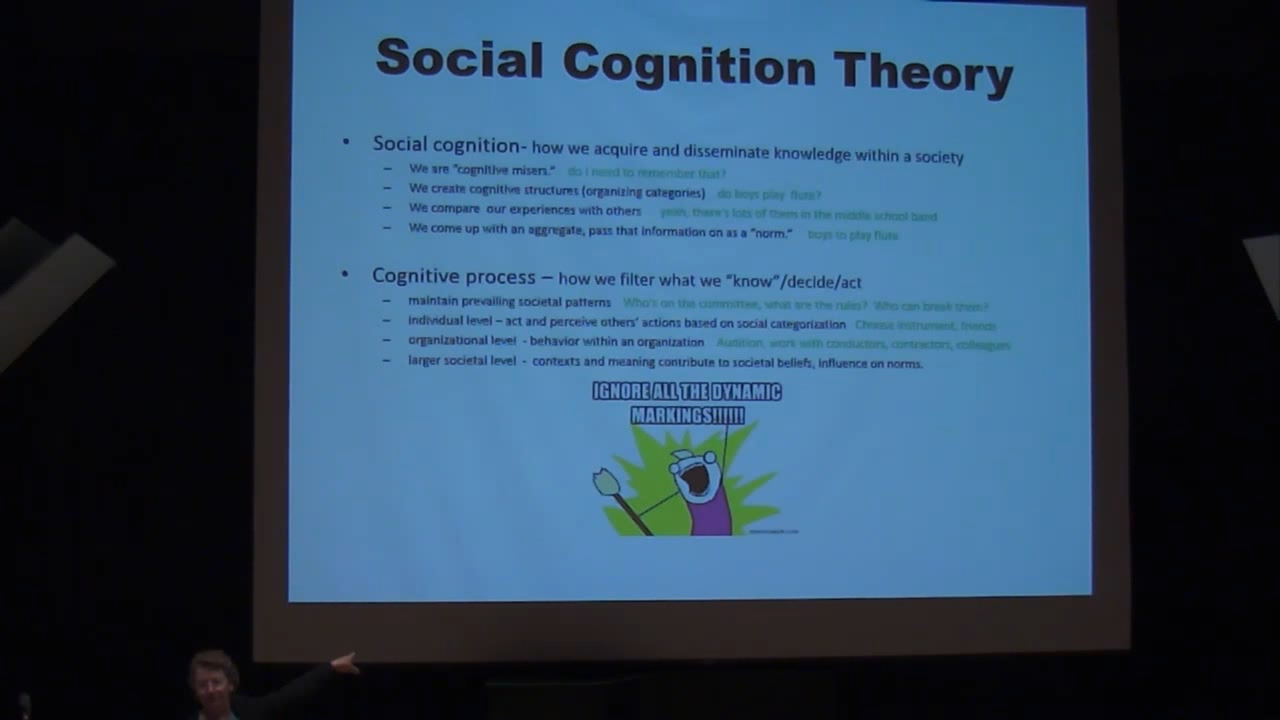 Social Cognition Theory
• Social cognition- how we acquire and disseminate knowledge within a society
– We are "cognitive misers." do I need to remember that?
– We create cognitive structures (organizing categories) do boys play flute?
– We compare our experiences with others yeah, there's lots of them in the middle school band
– We come up with an aggregate, pass that information on as a "norm." boys to play flute
• Cognitive process – how we filter what we "know"/decide/act
– maintain prevailing societal patterns Who's on the committee, what are the rules? Who can break them?
– individual level – act and perceive others' actions based on social categorization Choose instrument, friends
– organizational level - behavior within an organization Audition, work with conductors, contractors, colleagues
– larger societal level - contexts and meaning contribute to societal beliefs, influence on norms.
IGNORE ALL THE DYNAMIC
MARKINGS!!!!!!